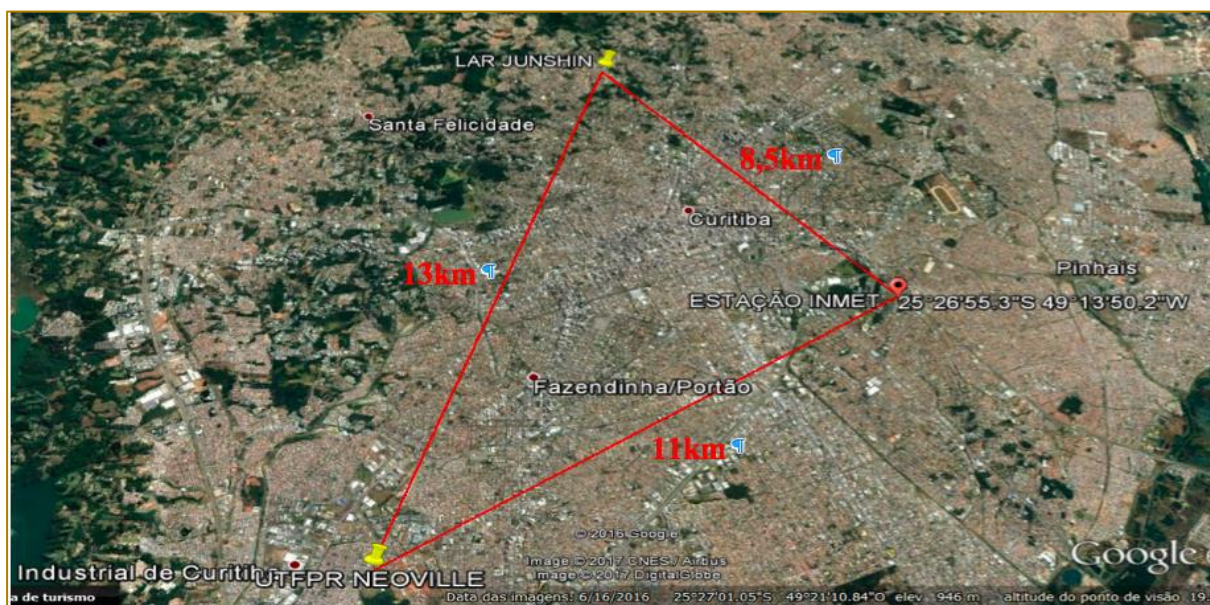 LAR JUNSHIN
Santa Felicidade
8,5km ¶
Curitiba
13km ¶
Pinhais
ESTAÇÃO INMET
25°26'55.3"S 49°13'50.2"W
Fazendinha/Portão
11km ¶
© 2016 Google
Image © 2017 CNES / Airbus
Image © 2017 DigitalGlobe
Industrial de Curitiba
UTFPR NEOVILLE
Google
a de turismo
Data das imagens: 6/16/2016 25°27'01.05"S 49°21'10.84"O elev 946 m altitude do ponto de visão 19.